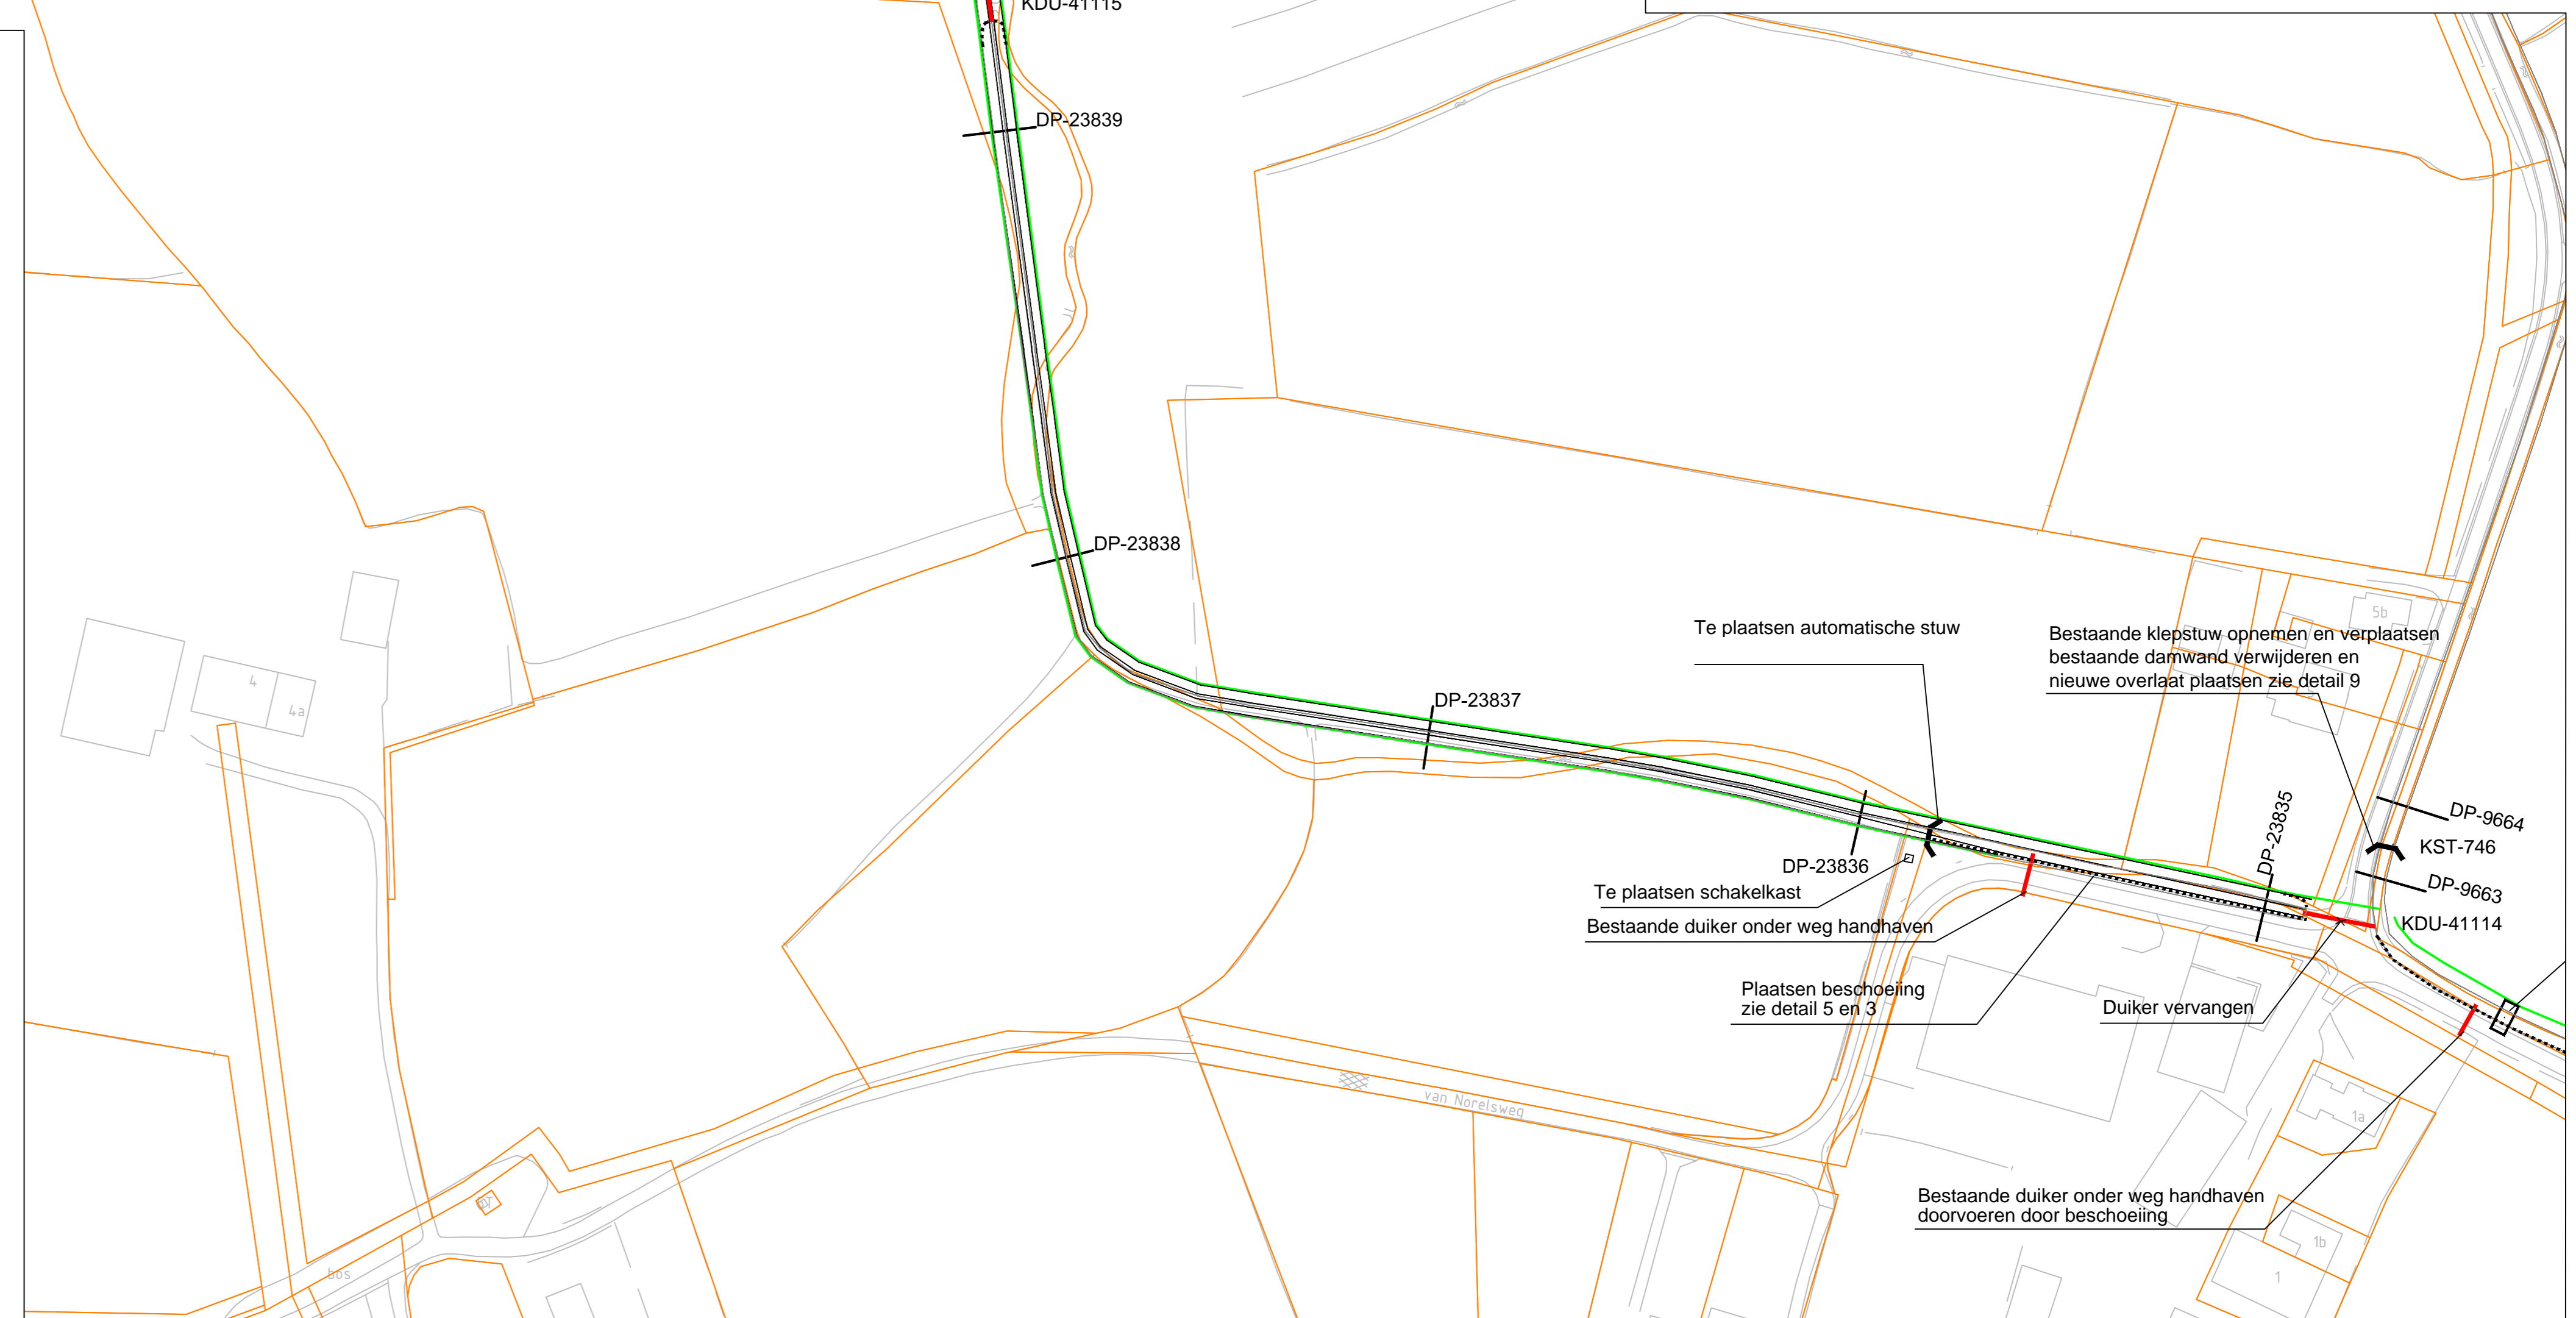 KDU-41115
DP-23839
DP-23838
DP-23837
Te plaatsen automatische stuw
5b
Bestaande klepstuw opnemen en verplaatsen
bestaande damwand verwijderen en
nieuwe overlaat plaatsen zie detail 9
4
4a
DP-23835
DP-9664
KST-746
DP-23836
DP-9663
Te plaatsen schakelkast
Bestaande duiker onder weg handhaven
KDU-41114
Plaatsen beschoeiing
zie detail 5 en 3
Duiker vervangen
van Norelsweg
1a
Bestaande duiker onder weg handhaven
doorvoeren door beschoeiing
1b
bos
1